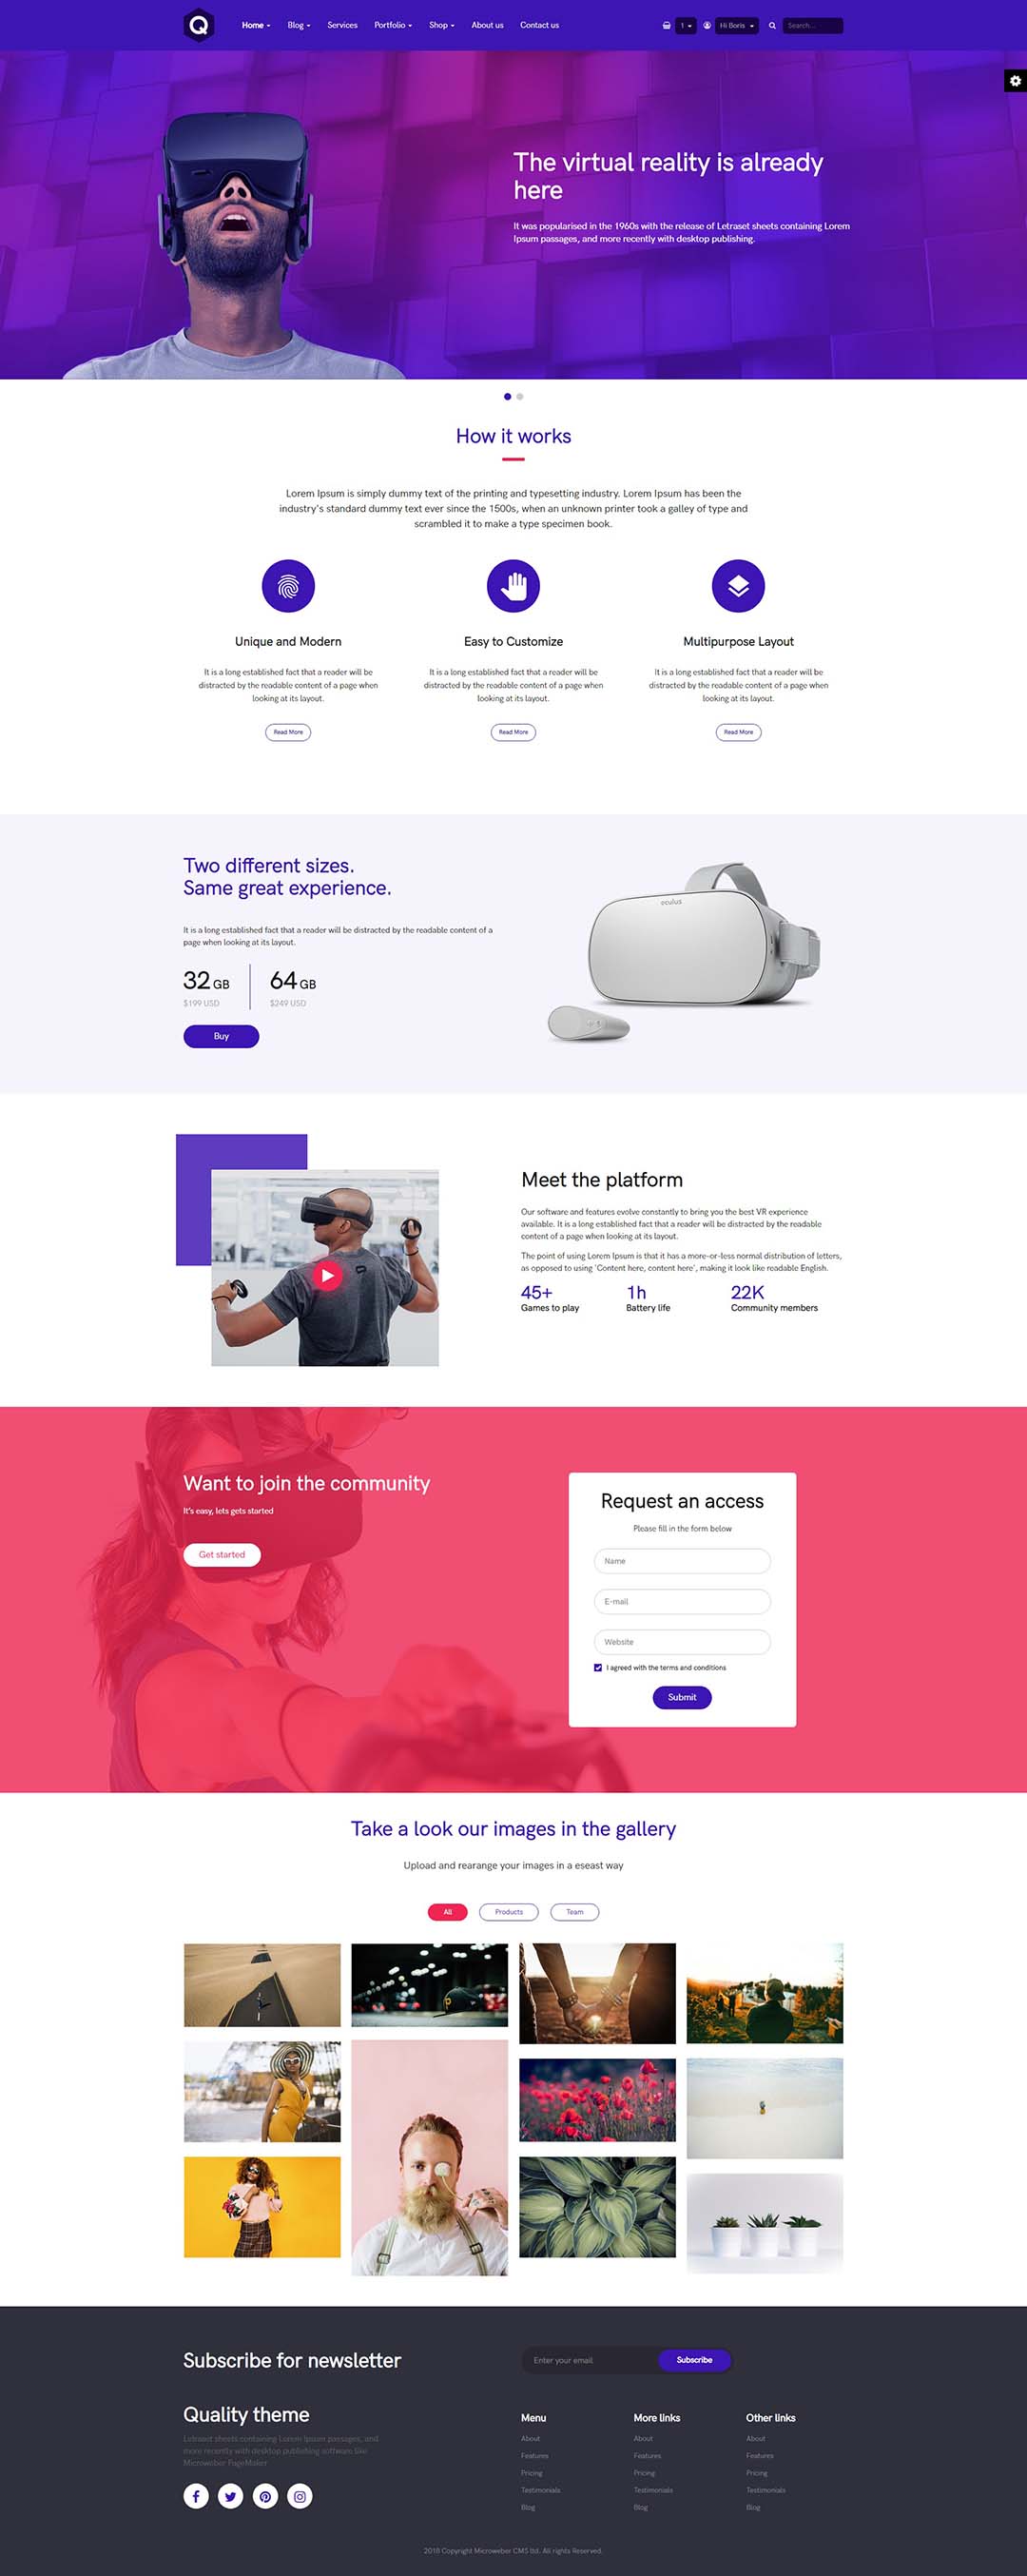 Q
Home
Blog
Services
Portfolio
Shop
About us
Contact us
1
Hi Boris
Search...
The virtual reality is already
here
It was popularised in the 1960s with the release of Letraset sheets containing Lorem
Ipsum passages, and more recently with desktop publishing.
How it works
Lorem Ipsum is simply dummy text of the printing and typesetting industry. Lorem Ipsum has been the
industry's standard dummy text ever since the 1500s, when an unknown printer took a galley of type and
scrambled it to make a type specimen book.
Unique and Modern
It is a long established fact that a reader will be
distracted by the readable content of a page when
looking at its layout.
Read More
Easy to Customize
It is a long established fact that a reader will be
distracted by the readable content of a page when
looking at its layout.
Read More
Multipurpose Layout
It is a long established fact that a reader will be
distracted by the readable content of a page when
looking at its layout.
Read More
Two different sizes.
Same great experience.
It is a long established fact that a reader will be distracted by the readable content of a
page when looking at its layout.
32 GB
$199 USD
64 GB
$249 USD
Buy
oculus
Meet the platform
Our software and features evolve constantly to bring you the best VR experience
available. It is a long established fact that a reader will be distracted by the readable
content of a page when looking at its layout.
The point of using Lorem Ipsum is that it has a more-or-less normal distribution of letters,
as opposed to using 'Content here, content here', making it look like readable English.
45+
Games to play
1h
Battery life
22K
Community members
Want to join the community
It's easy, lets gets started
Get started
Request an access
Please fill in the form below
Name
E-mail
Website
I agreed with the terms and conditions
Submit
Take a look our images in the gallery
Upload and rearange your images in a eseast way
All
Products
Team
Subscribe for newsletter
Enter your email
Subscribe
Quality theme
Letraset sheets containing Lorem Ipsum passages, and
more recently with desktop publishing software like
Microweber PageMaker
Menu
About
Features
Pricing
Testimonials
Blog
More links
About
Features
Pricing
Testimonials
Blog
Other links
About
Features
Pricing
Testimonials
Blog
2018 Copyright Microweber CMS ltd. All rights Reserved.